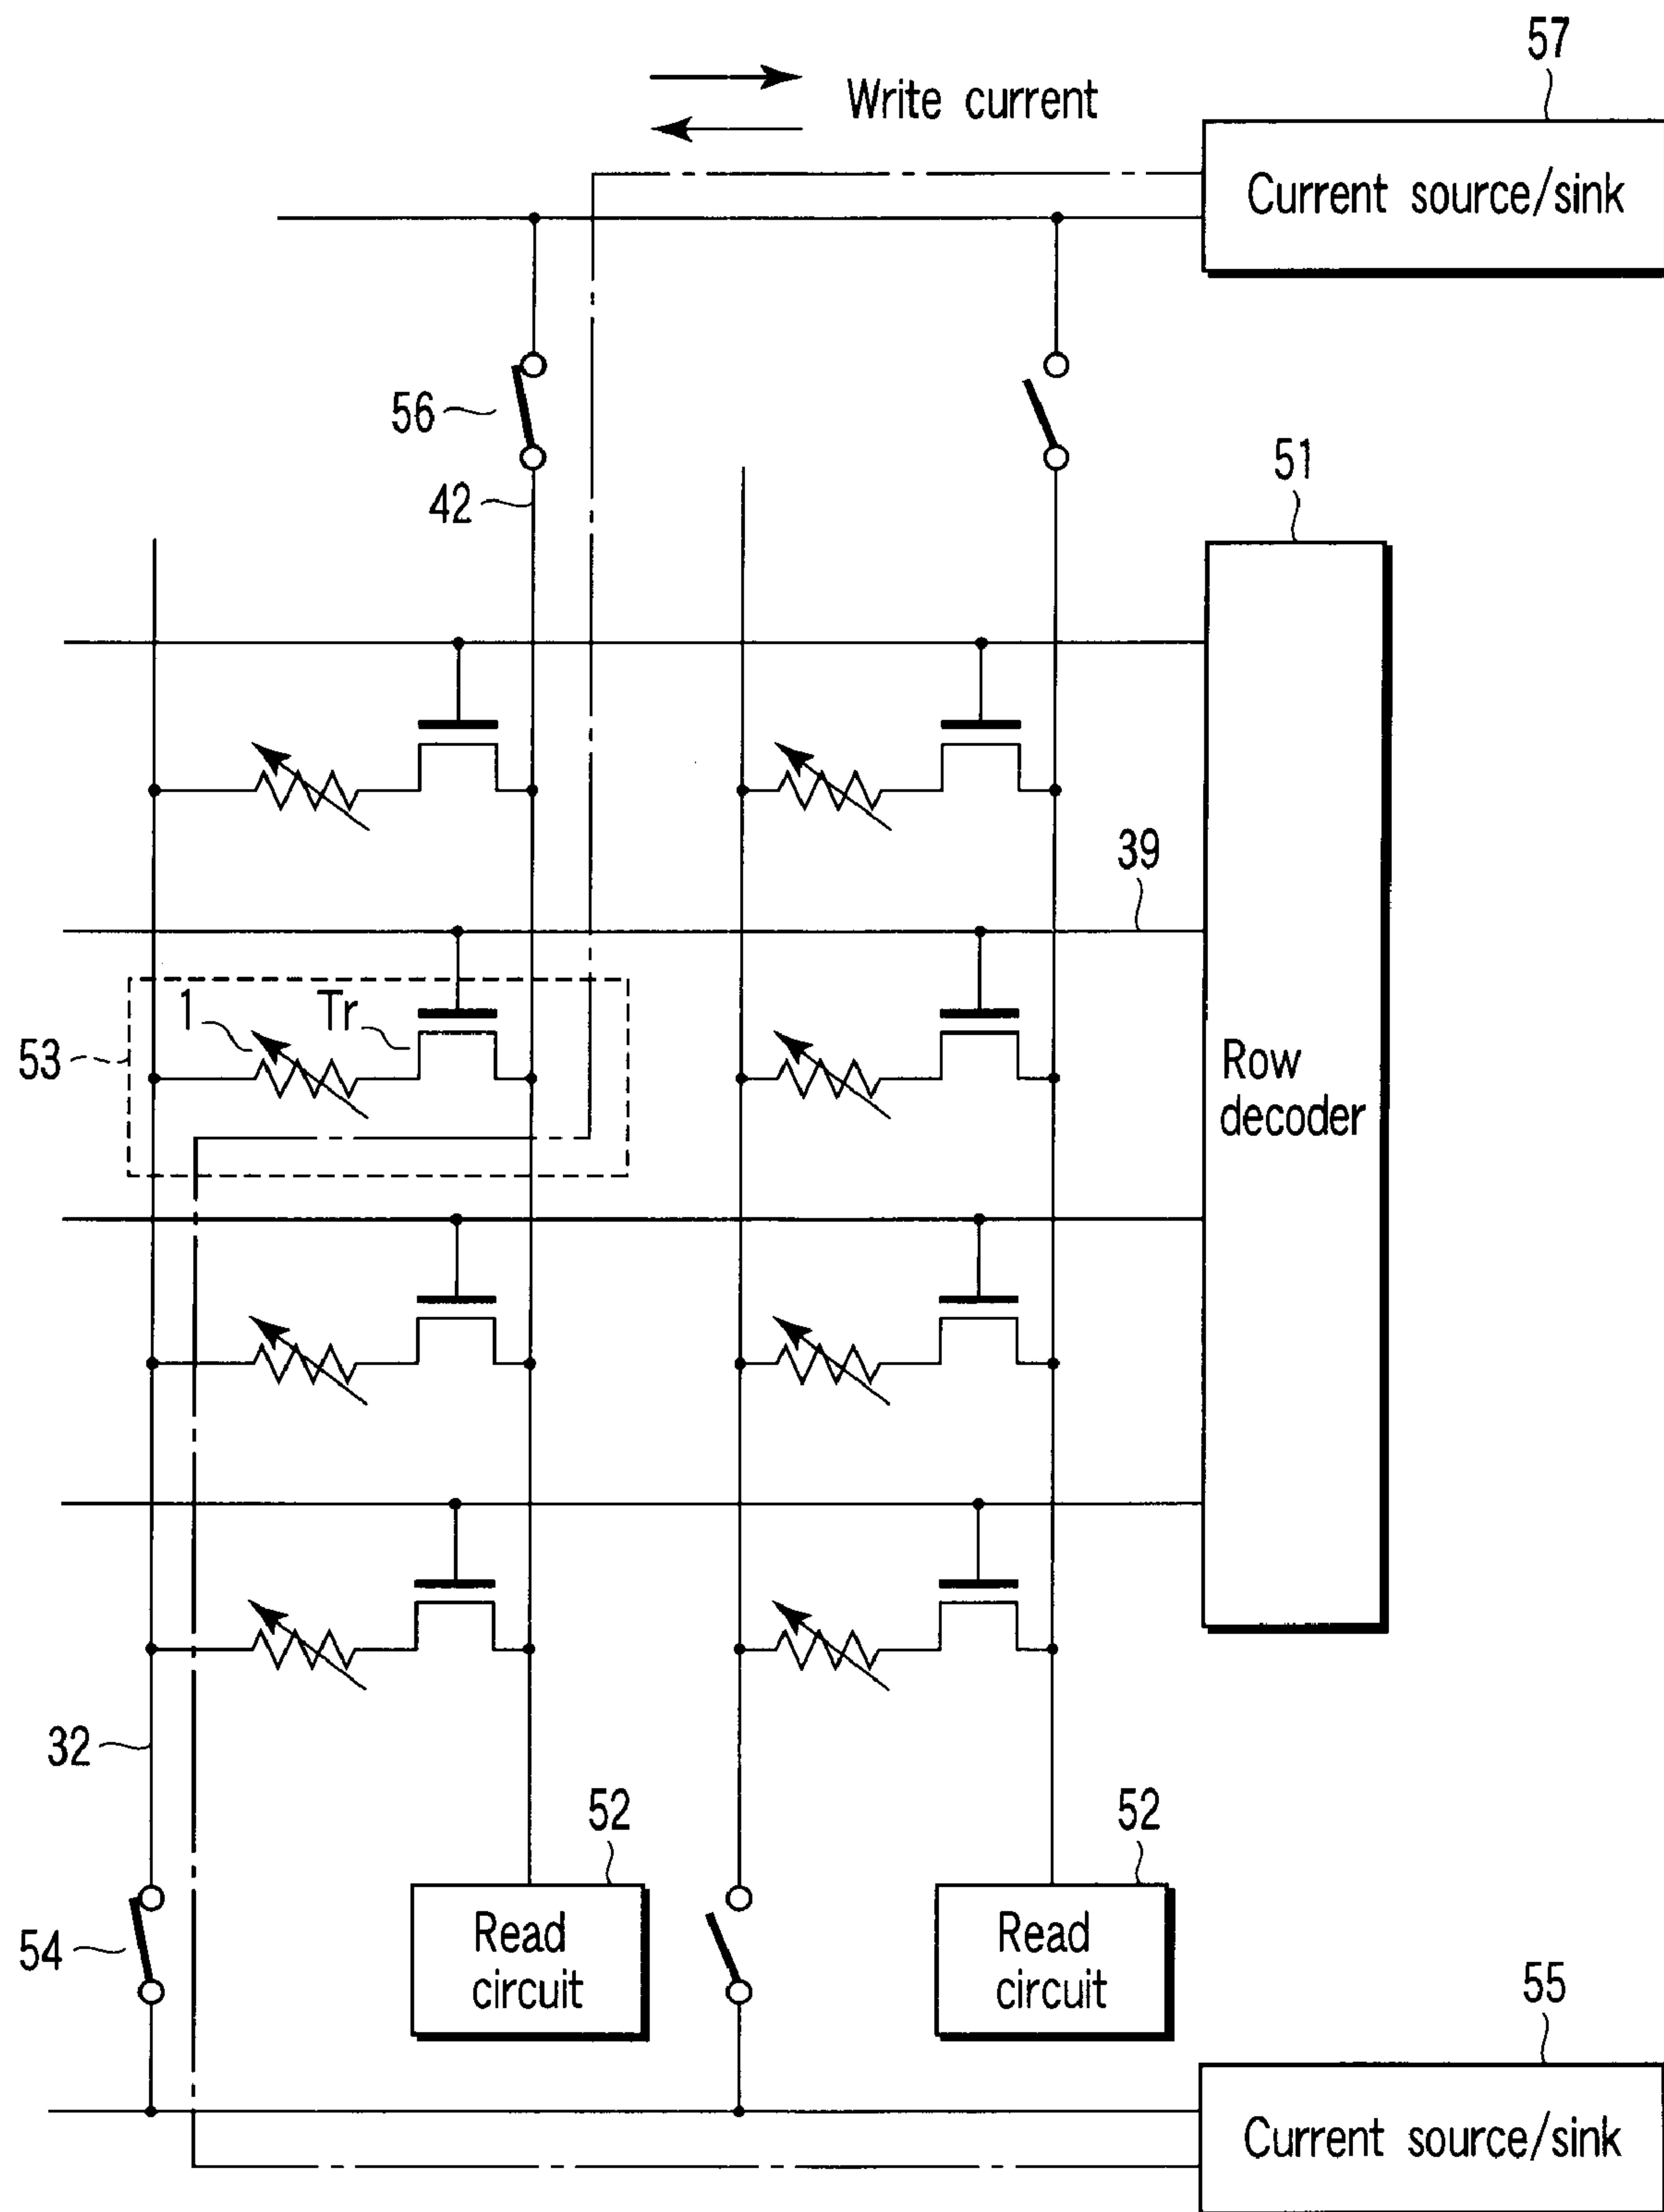 57
Write current
Current source/sink
56
42
51
39
1
Tr
53
Row
decoder
32
52
52
Read
circuit
Read
circuit
54
55
Current source/sink